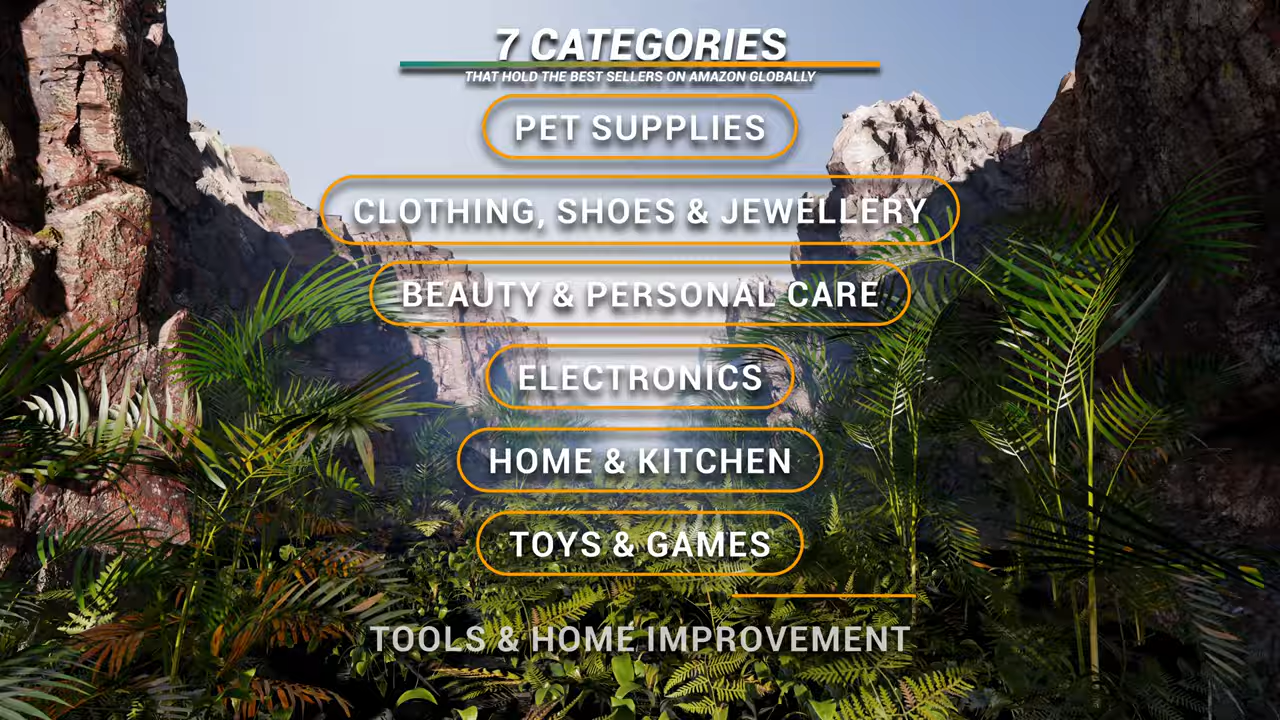 7 CATEGORIES
THAT HOLD THE BEST SELLERS ON AMAZON GLOBALLY
PET SUPPLIES
CLOTHING, SHOES & JEWELLERY
BEAUTY & PERSONAL CARE
ELECTRONICS
HOME & KITCHEN
TOYS & GAMES
TOOLS & HOME IMPROVEMENT